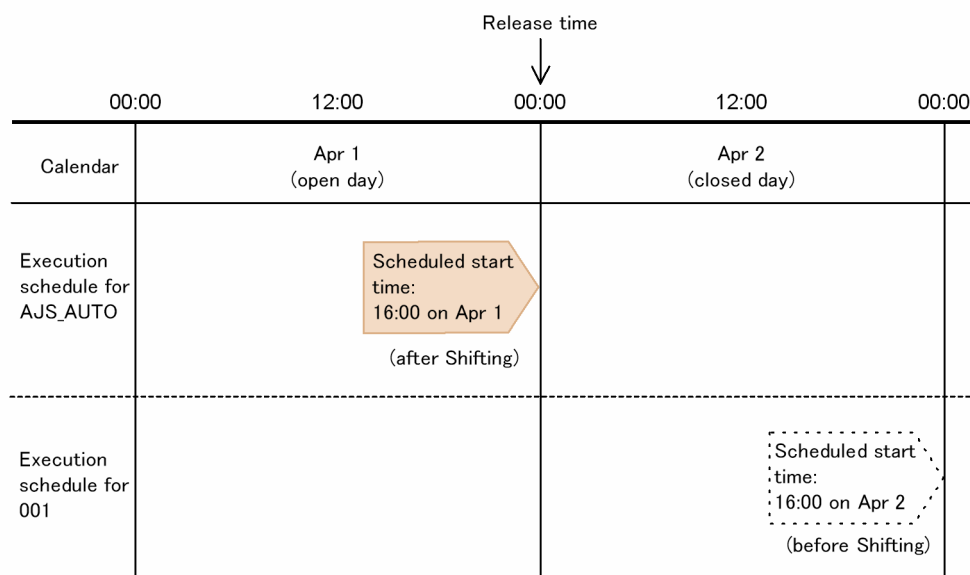 Release time
00:00 12:00 00:00 12:00 00:00
Calendar
Apr 1
(open day)
Apr 2
(closed day)
Execution
schedule for
AJS_AUTO
Scheduled start
time:
16:00 on Apr 1
(after Shifting)
Execution
schedule for
001
Scheduled start
time:
16:00 on Apr 2
(before Shifting)